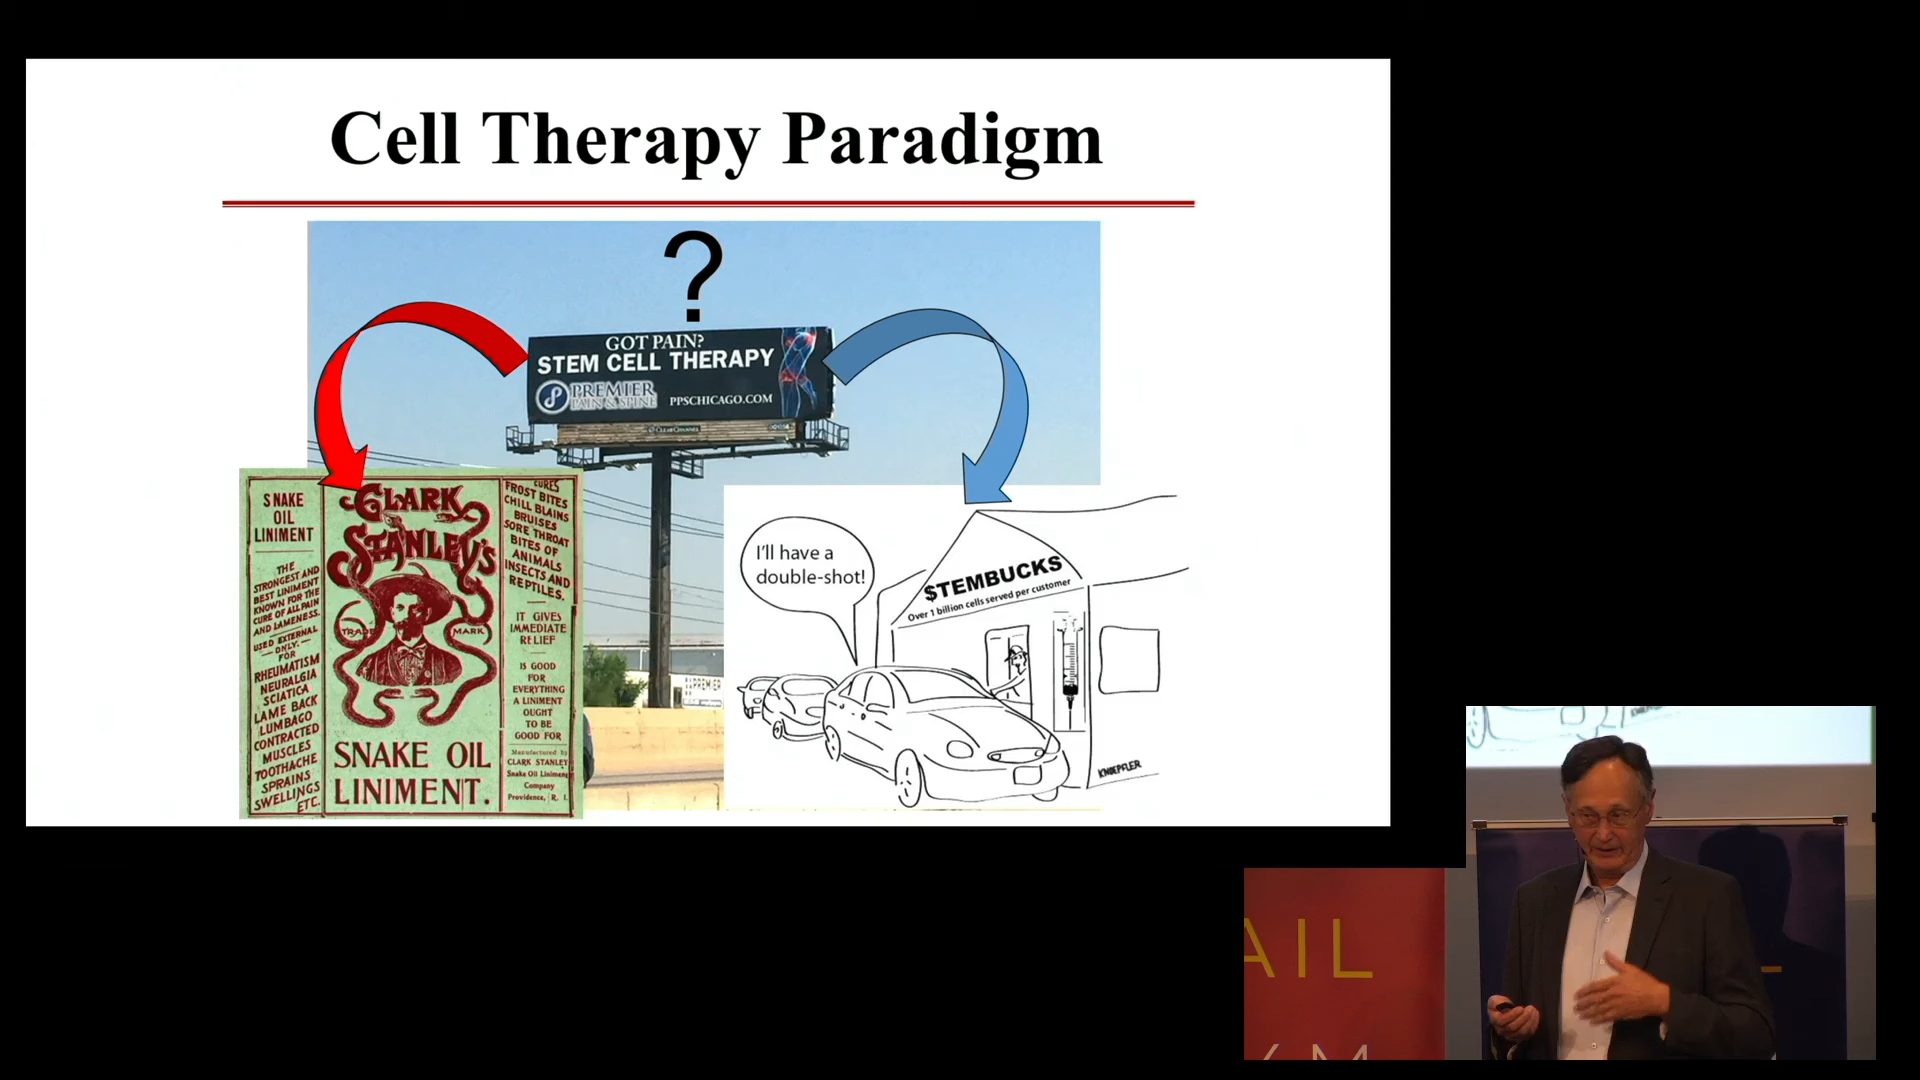 Cell Therapy Paradigm
?
GOT PAIN?
STEM CELL THERAPY
PREMIER
PAIN & SPINE
PPSCHICAGO.COM
CLEAR CHANNEL
SNAKE
OIL
LINIMENT
THE
STRONGEST AND
BEST LINIMENT
KNOWN FOR THE
CURE OF ALL PAIN
AND LAMENESS.
USED EXTERNAL
ONLY.
FOR
RHEUMATISM
NEURALGIA
SCIATICA
LAME BACK
LUMBAGO
CONTRACTED
MUSCLES
TOOTHACHE
SPRAINS
SWELLINGS
ETC.
CLARK
STANLEY'S
TRADE MARK
SNAKE OIL
LINIMENT.
CURES
FROST BITES
CHILL BLAINS
BRUISES
SORE THROAT
BITES OF
ANIMALS
INSECTS AND
REPTILES.
IT GIVES
IMMEDIATE
RELIEF
IS GOOD
FOR
EVERYTHING
A LINIMENT
OUGHT
TO BE
GOOD FOR
Manufactured by
CLARK STANLEY
Snake Oil Liniment
Company
Providence, R. I.
I'll have a
double-shot!
$TEMBUCKS
Over 1 billion cells served per customer
KNOEPFLER
AIL